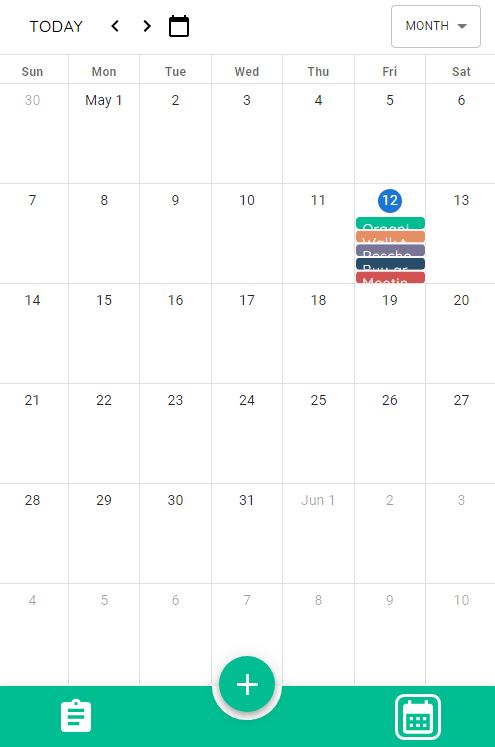 TODAY MONTH
Sun Mon Tue Wed Thu Fri Sat
30 May 1 2 3 4 5 6
7 8 9 10 11 12 13
Organi
Meetin
14 15 16 17 18 19 20
21 22 23 24 25 26 27
28 29 30 31 Jun 1 2 3
4 5 6 7 8 9 10